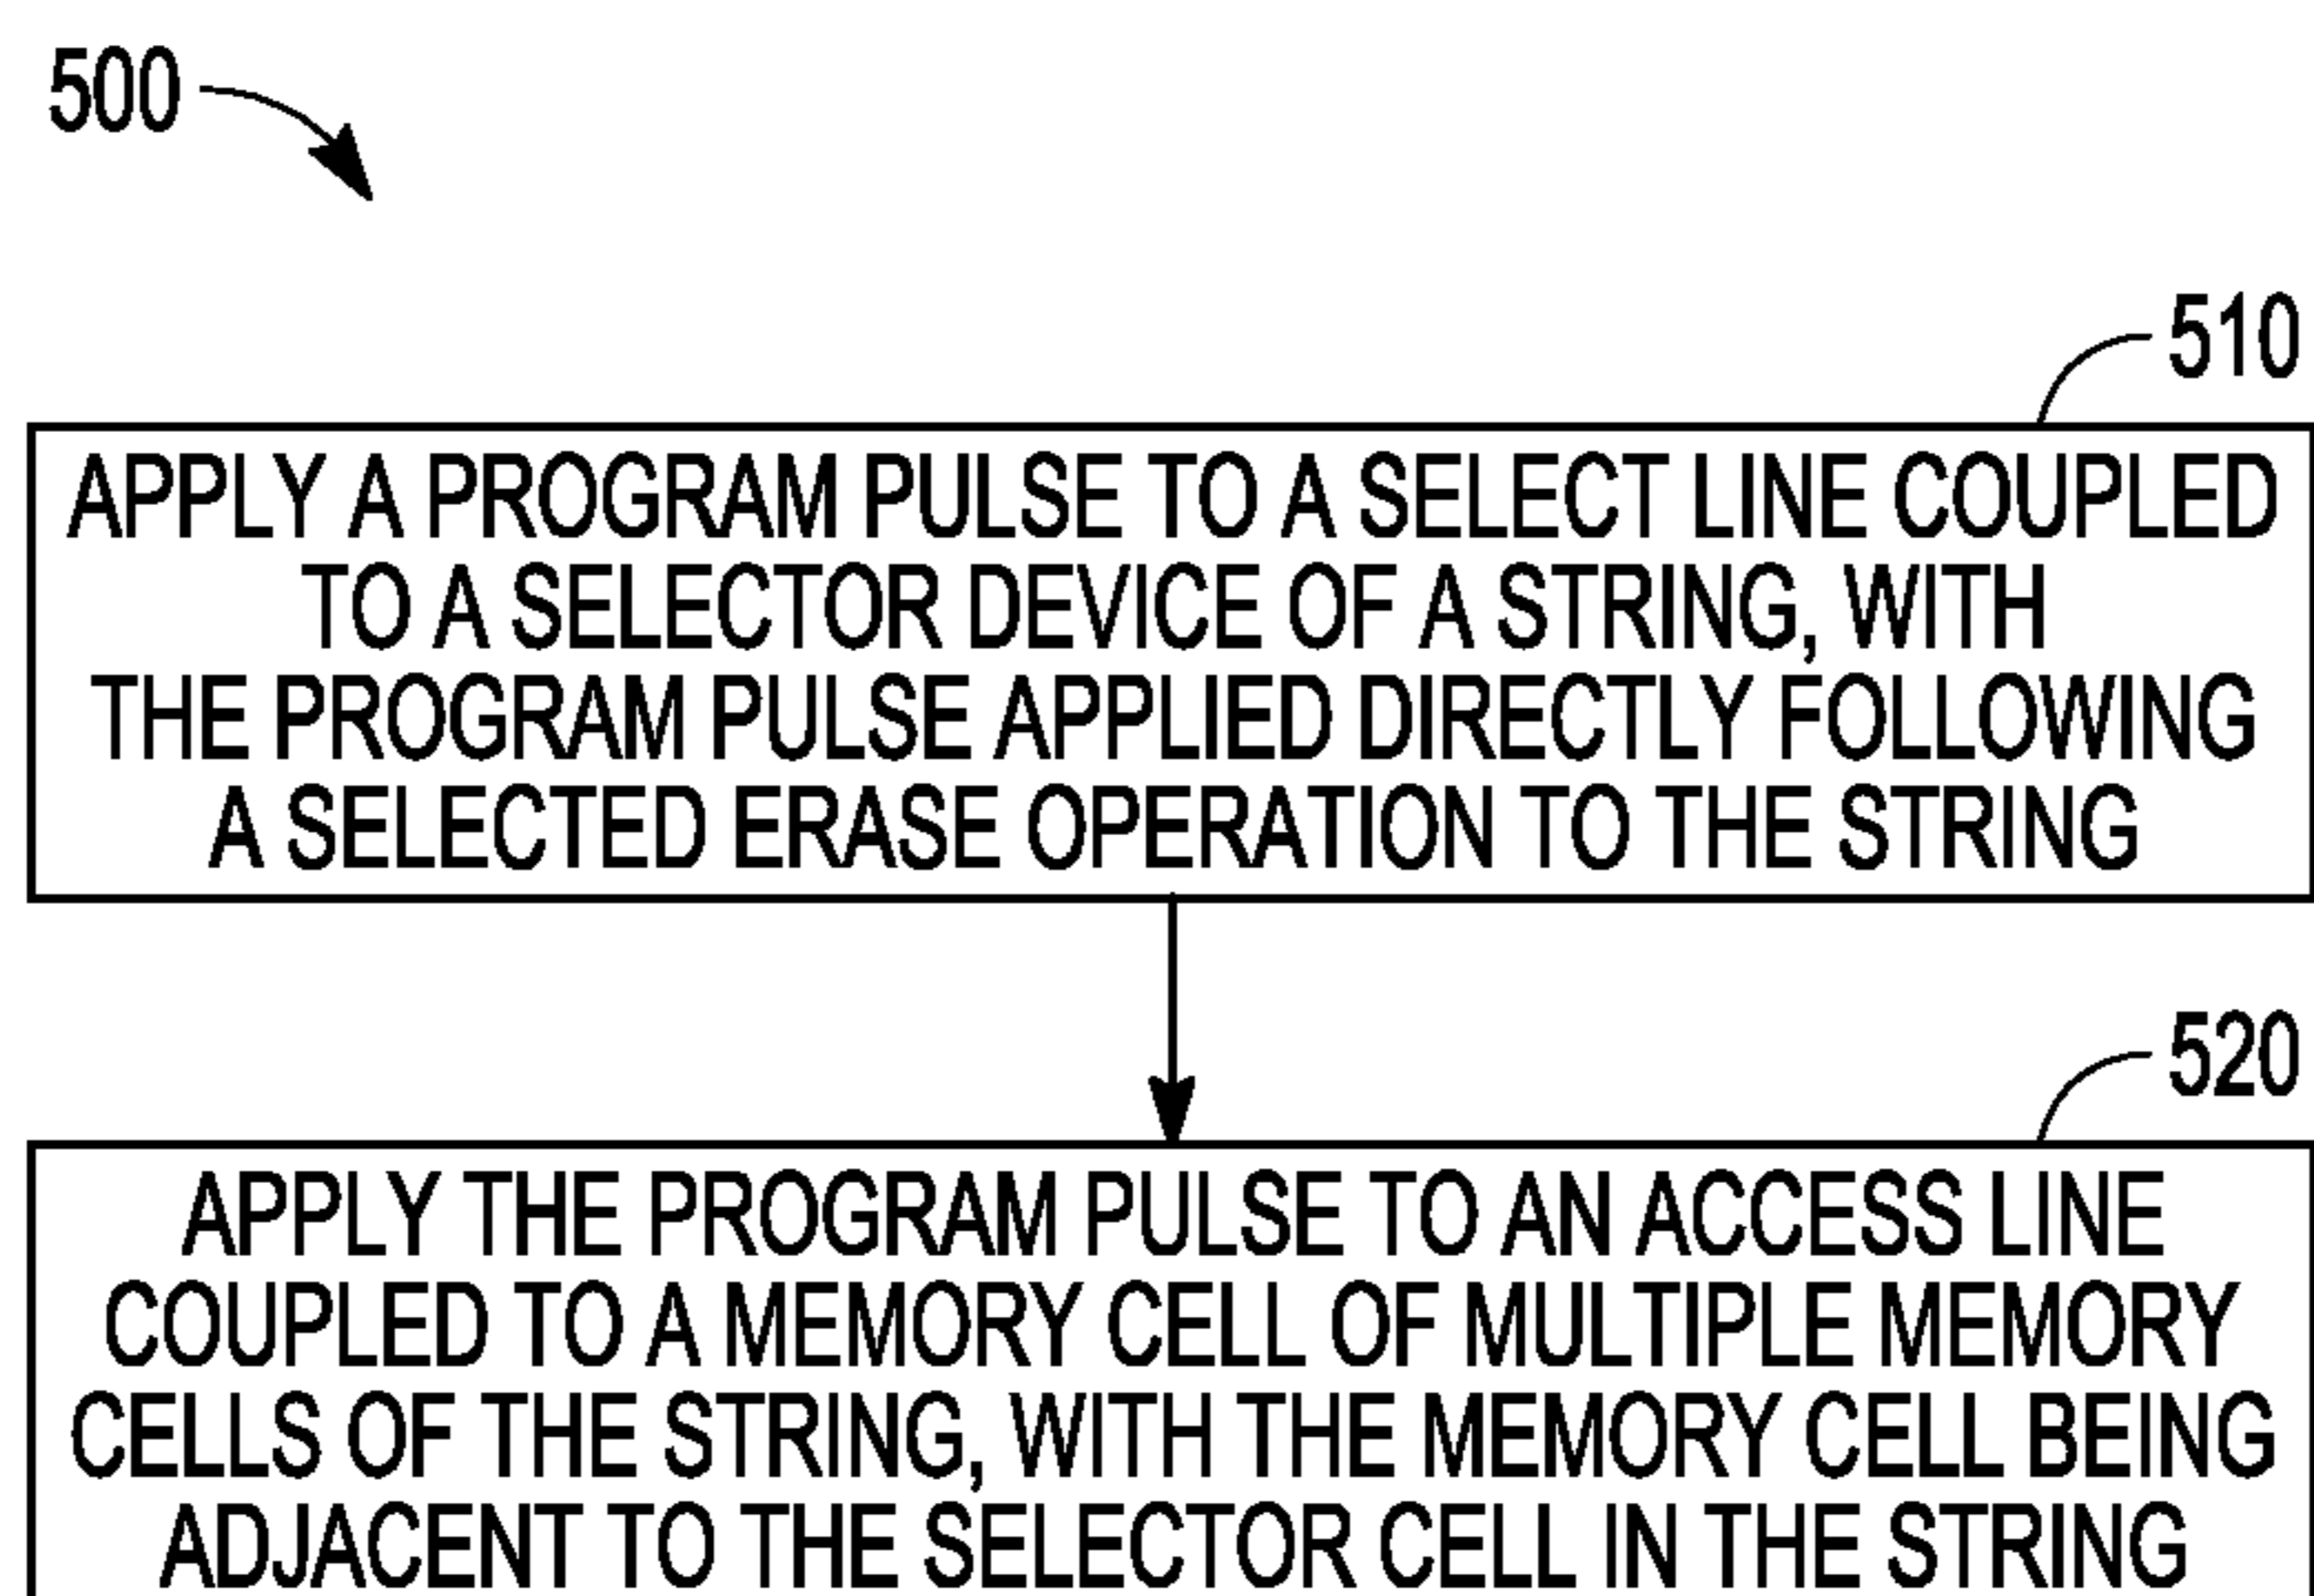 500
510
APPLY A PROGRAM PULSE TO A SELECT LINE COUPLED
TO A SELECTOR DEVICE OF A STRING, WITH
THE PROGRAM PULSE APPLIED DIRECTLY FOLLOWING
A SELECTED ERASE OPERATION TO THE STRING
520
APPLY THE PROGRAM PULSE TO AN ACCESS LINE
COUPLED TO A MEMORY CELL OF MULTIPLE MEMORY
CELLS OF THE STRING, WITH THE MEMORY CELL BEING
ADJACENT TO THE SELECTOR CELL IN THE STRING